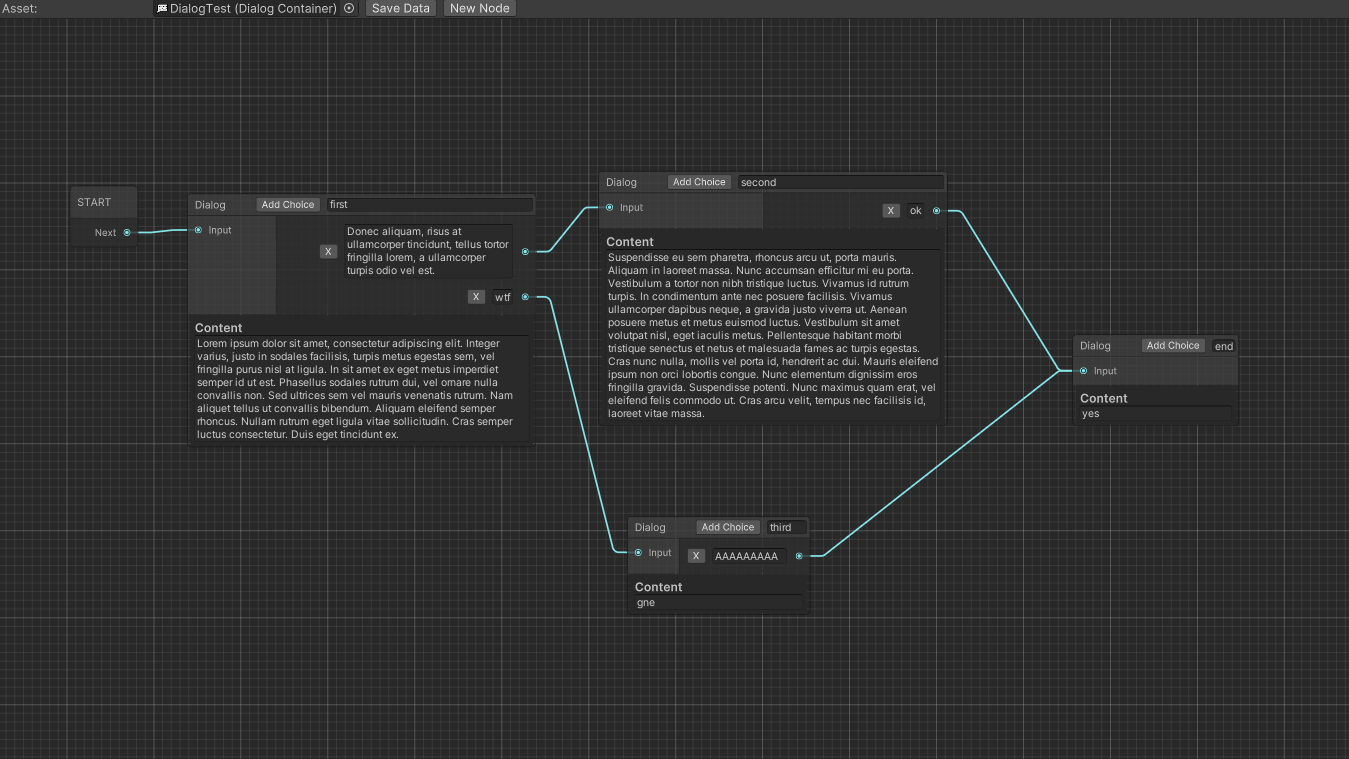 Asset:
DialogTest (Dialog Container)
Save Data
New Node
START
Next
Dialog
Add Choice
first
Input
X
Donec aliquam, risus at
ullamcorper tincidunt, tellus tortor
fringilla lorem, a ullamcorper
turpis odio vel est.
X
wtf
Content
Lorem ipsum dolor sit amet, consectetur adipiscing elit. Integer
varius, justo in sodales facilisis, turpis metus egestas sem, vel
fringilla purus nisl at ligula. In sit amet ex eget metus imperdiet
semper id ut est. Phasellus sodales rutrum dui, vel ornare nulla
convallis non. Sed ultrices sem vel mauris venenatis rutrum. Nam
aliquet tellus ut convallis bibendum. Aliquam eleifend semper
rhoncus. Nullam rutrum eget ligula vitae sollicitudin. Cras semper
luctus consectetur. Duis eget tincidunt ex.
Dialog
Add Choice
second
Input
X
ok
Content
Suspendisse eu sem pharetra, rhoncus arcu ut, porta mauris.
Aliquam in laoreet massa. Nunc accumsan efficitur mi eu porta.
Vestibulum a tortor non nibh tristique luctus. Vivamus id rutrum
turpis. In condimentum ante nec posuere facilisis. Vivamus
ullamcorper dapibus neque, a gravida justo viverra ut. Aenean
posuere metus et metus euismod luctus. Vestibulum sit amet
volutpat nisl, eget iaculis metus. Pellentesque habitant morbi
tristique senectus et netus et malesuada fames ac turpis egestas.
Cras nunc nulla, mollis vel porta id, hendrerit ac dui. Mauris eleifend
ipsum non orci lobortis congue. Nunc elementum dignissim eros
fringilla gravida. Suspendisse potenti. Nunc maximus quam erat, vel
eleifend felis commodo ut. Cras arcu velit, tempus nec facilisis id,
laoreet vitae massa.
Dialog
Add Choice
third
Input
X
AAAAAAAAA
Content
gne
Dialog
Add Choice
end
Input
Content
yes